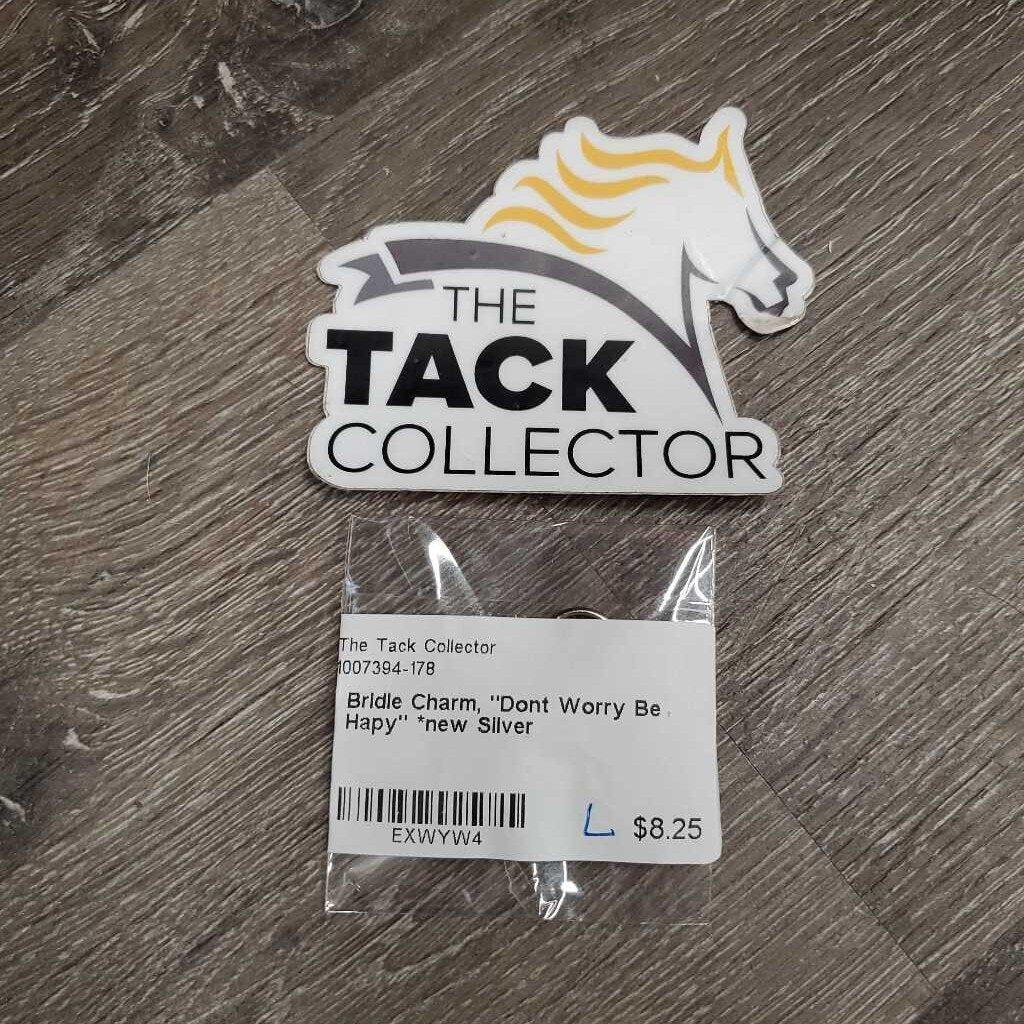 THE
TACK
COLLECTOR
The Tack Collector
1007394-178
Bridle Charm, "Dont Worry Be
Hapy" *new Silver
EXWYW4
L $8.25